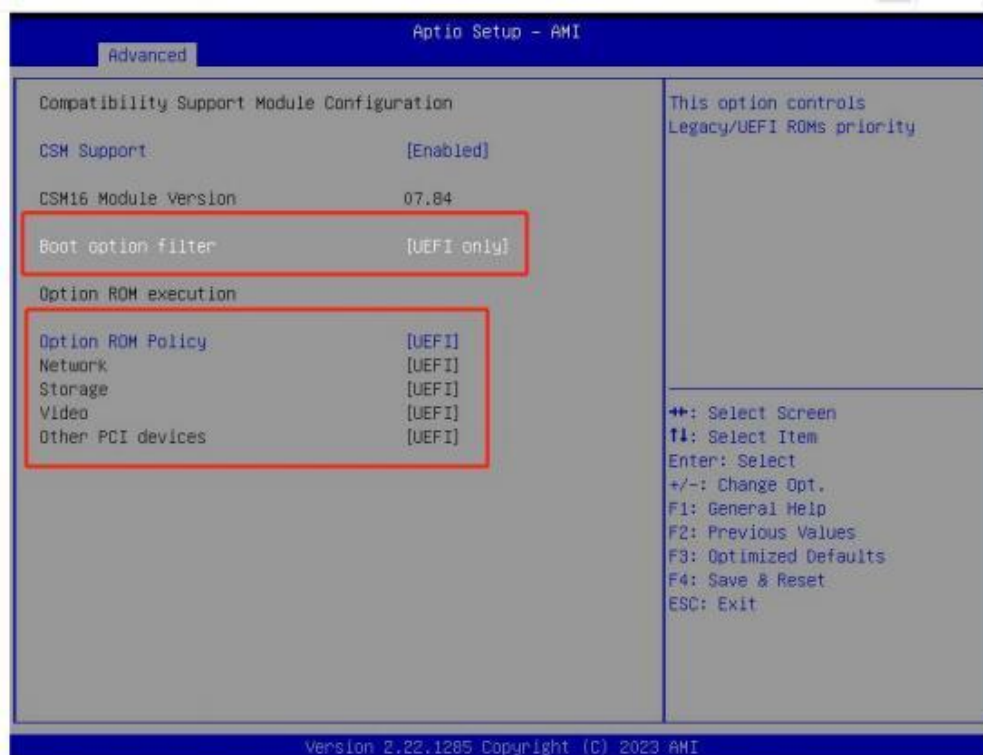 Aptio Setup - AMI
Advanced
Compatibility Support Module Configuration
CSM Support [Enabled]
CSM16 Module Version 07.84
Boot option filter [UEFI only]
Option ROM execution
Option ROM Policy [UEFI]
Network [UEFI]
Storage [UEFI]
Video [UEFI]
Other PCI devices [UEFI]
This option controls
Legacy/UEFI ROMs priority
→←: Select Screen
↑↓: Select Item
Enter: Select
+/-: Change Opt.
F1: General Help
F2: Previous Values
F3: Optimized Defaults
F4: Save & Reset
ESC: Exit
Version 2.22.1285 Copyright (C) 2023 AMI